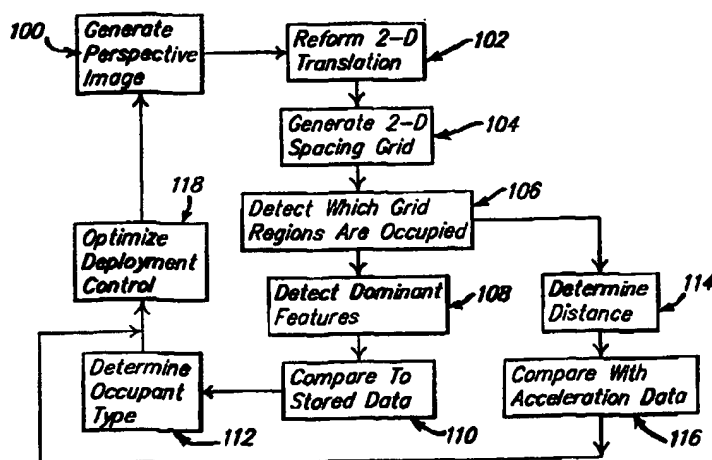 100
Generate
Perspective
Image
Reform 2-D
Translation
102
Generate 2-D
Spacing Grid
104
Detect Which Grid
Regions Are Occupied
106
118
Optimize
Deployment
Control
Detect Dominant
Features
108
Determine
Distance
114
Determine
Occupant
Type
112
Compare To
Stored Data
110
Compare With
Acceleration Data
116